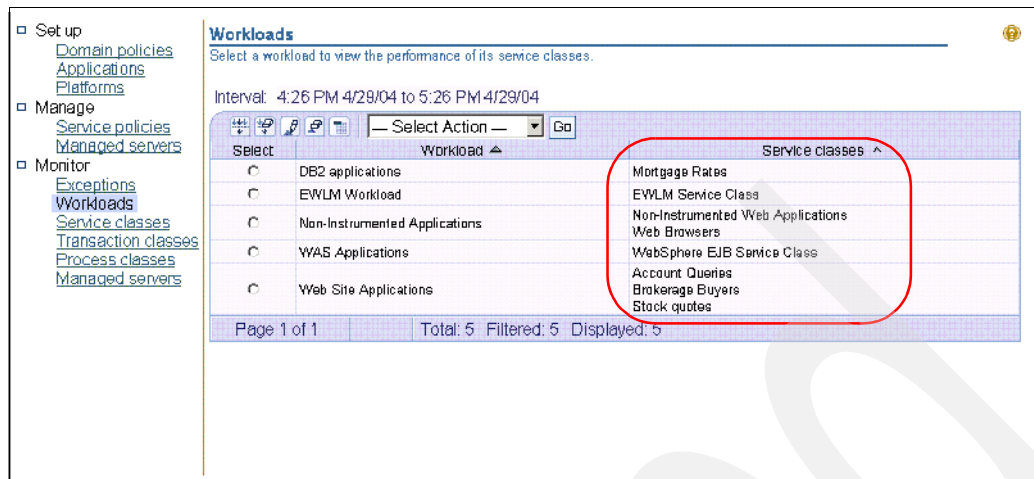 Set up
Domain policies
Applications
Platforms
Manage
Service policies
Managed servers
Monitor
Exceptions
Workloads
Service classes
Transaction classes
Process classes
Managed servers
Workloads
Select a workload to view the performance of its service classes.
Interval: 4:26 PM 4/29/04 to 5:26 PM 4/29/04
— Select Action — Go
Select Workload Service classes
DB2 applications Mortgage Rates
EWLM Workload EWLM Service Class
Non-Instrumented Applications Non-Instrumented Web Applications
Web Browsers
WAS Applications WebSphere EJB Service Class
Web Site Applications Account Queries
Brokerage Buyers
Stock quotes
Page 1 of 1 Total: 5 Filtered: 5 Displayed: 5